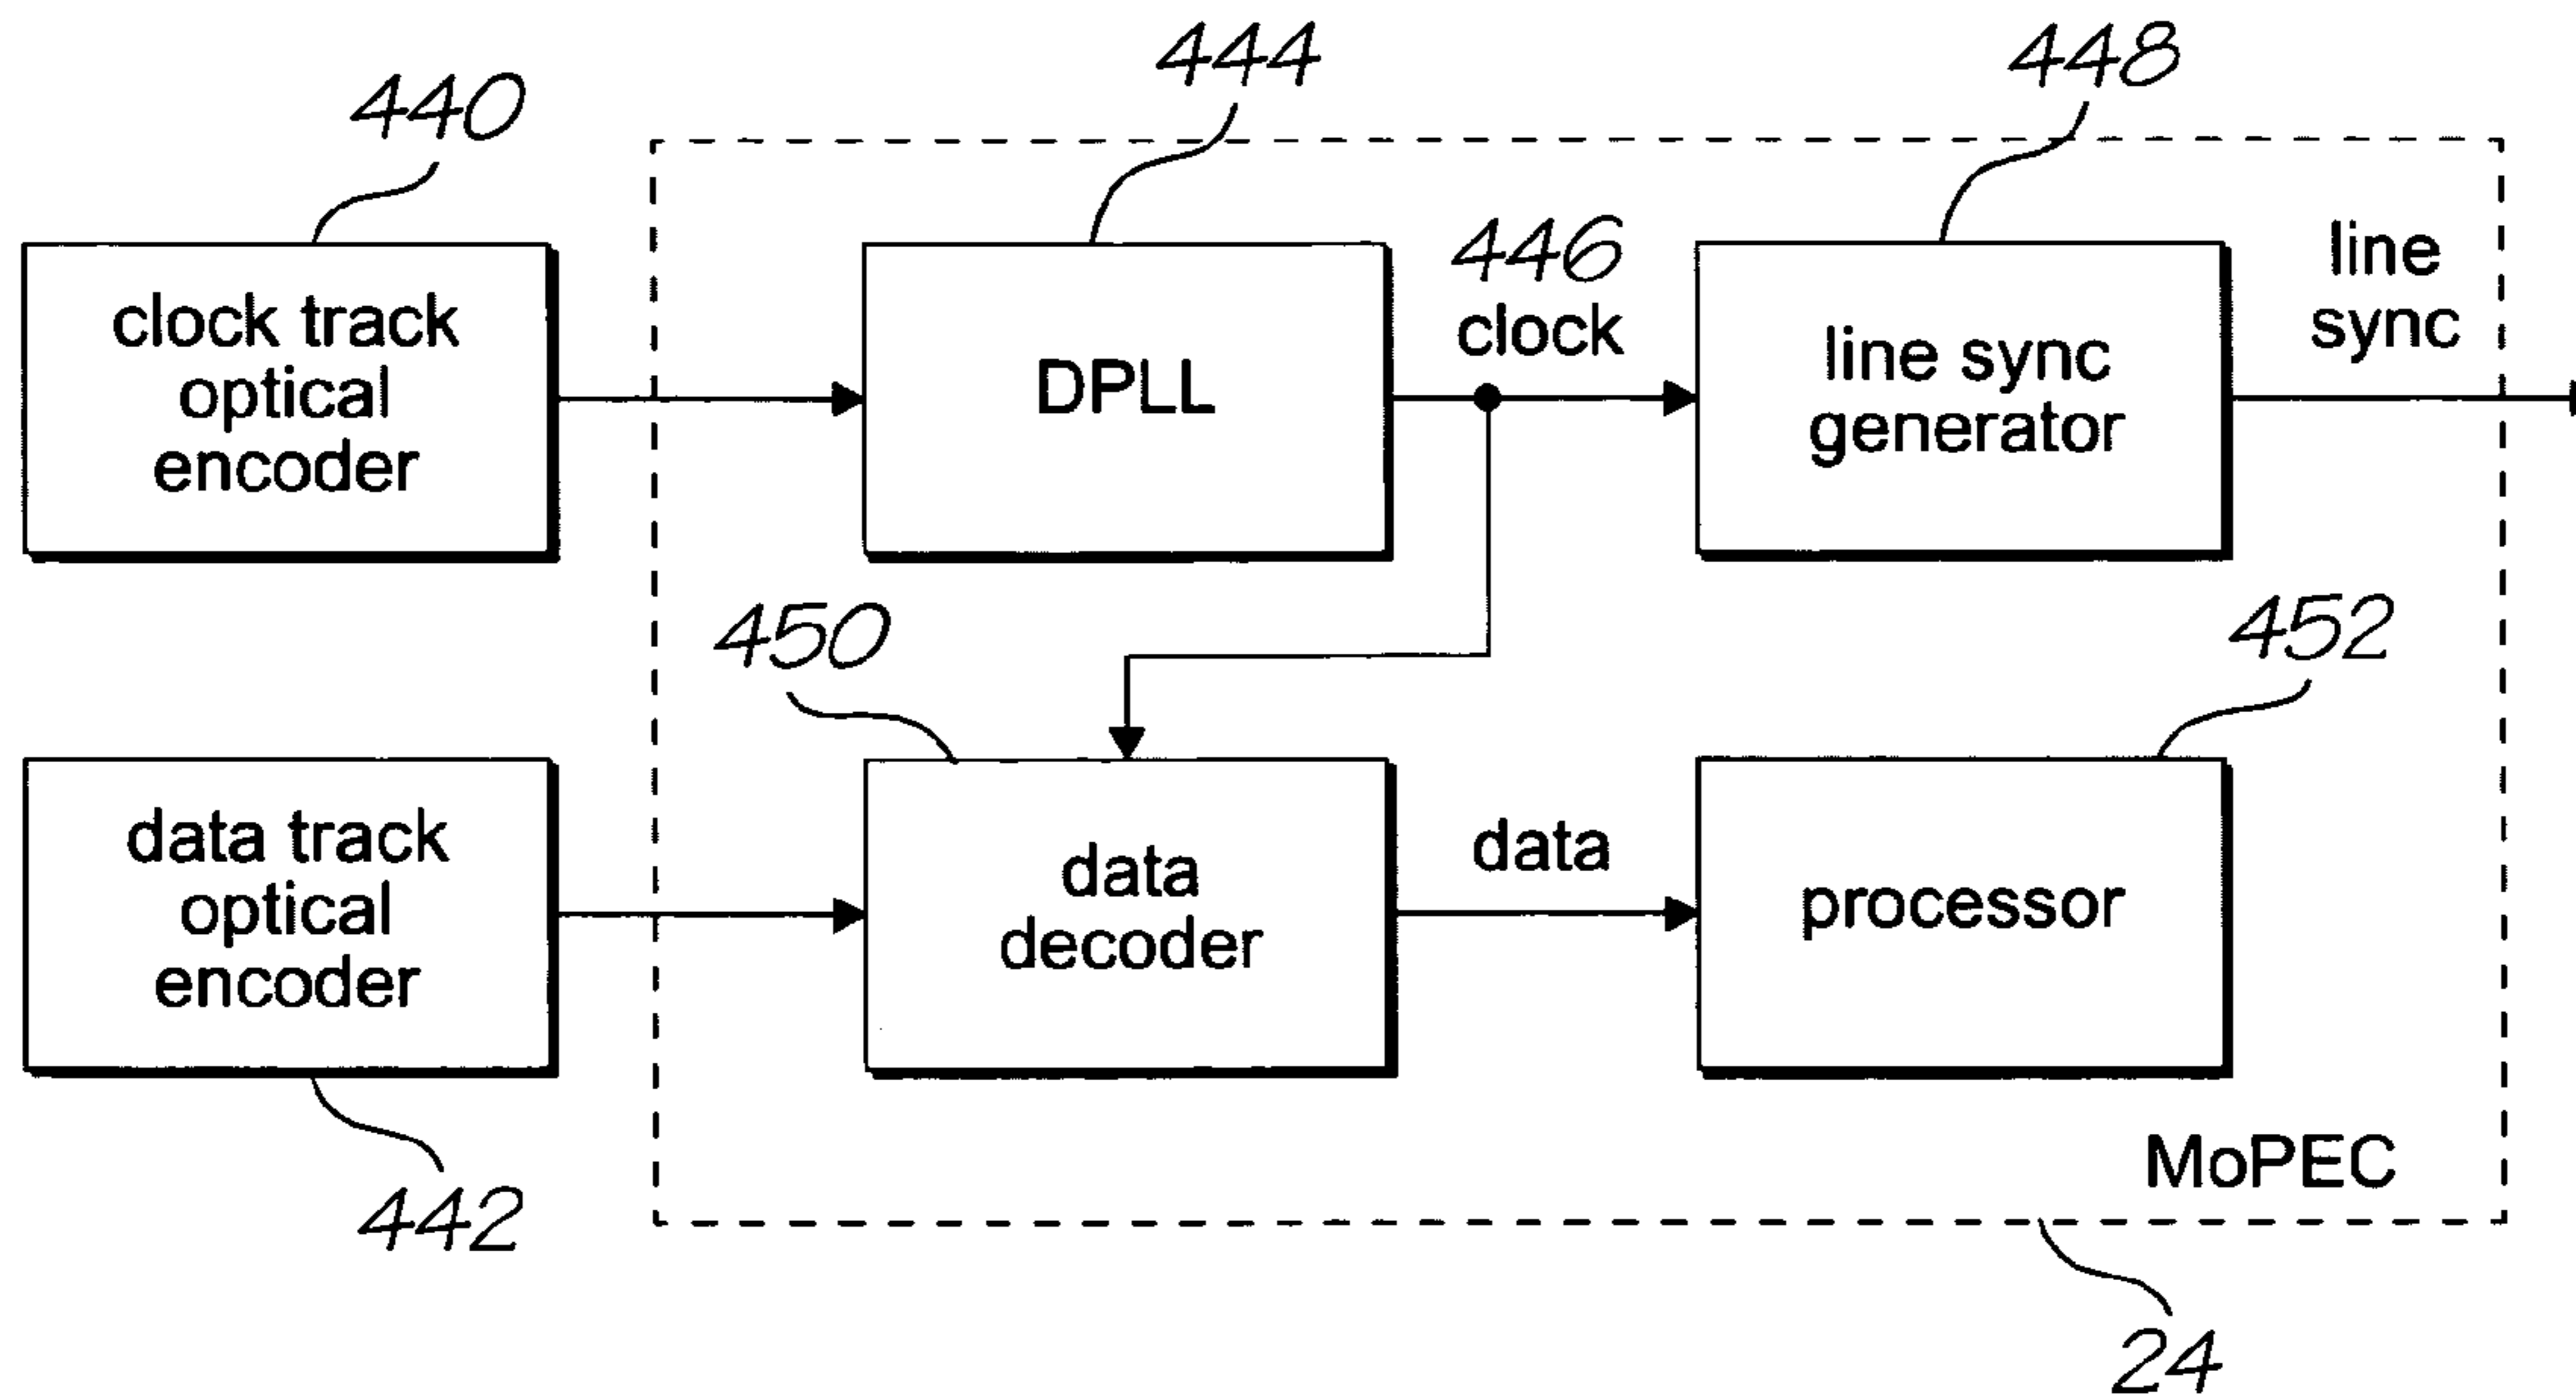 440
444
448
clock track
optical
encoder
DPLL
446
clock
line sync
generator
line
sync
450
452
data track
optical
encoder
data
decoder
data
processor
MoPEC
442
24